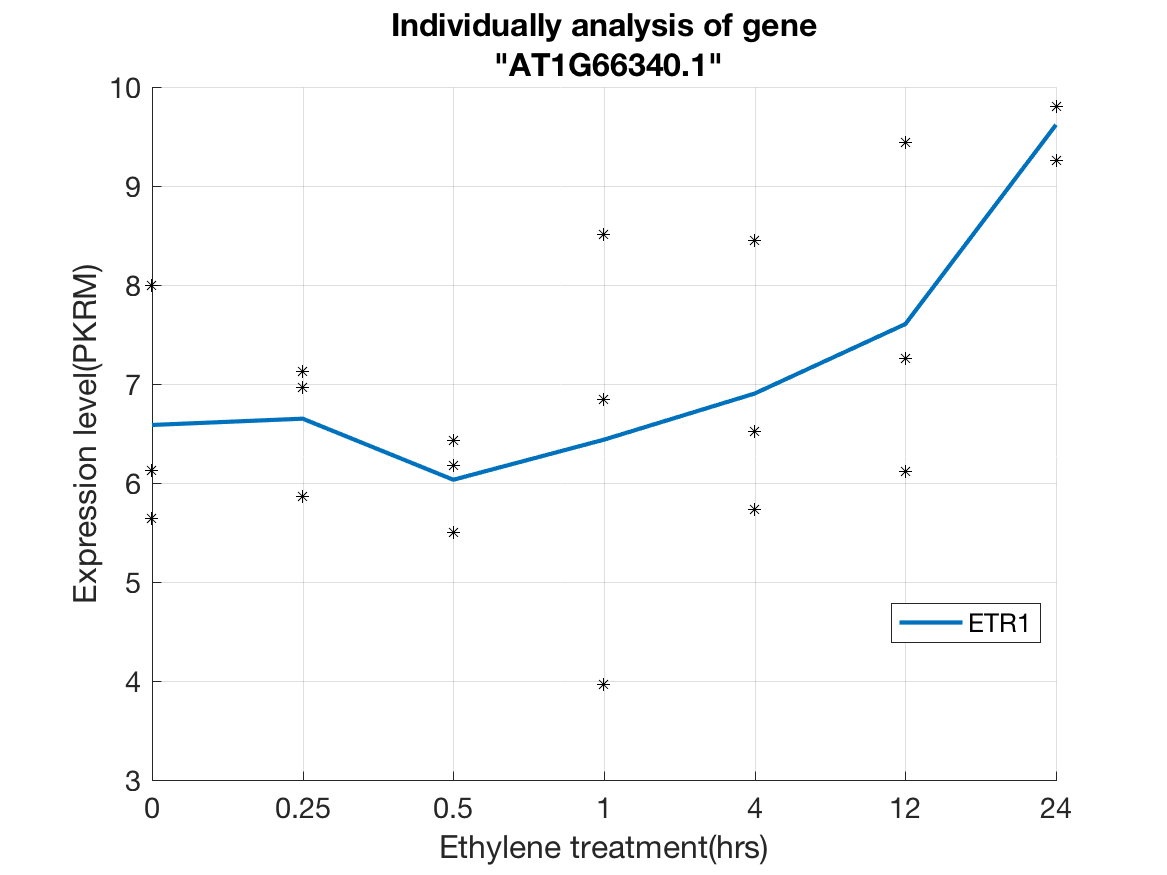 Individually analysis of gene
"AT1G66340.1"
Expression level(PKRM)
10
9
8
7
6
5
4
3
ETR1
0 0.25 0.5 1 4 12 24
Ethylene treatment(hrs)